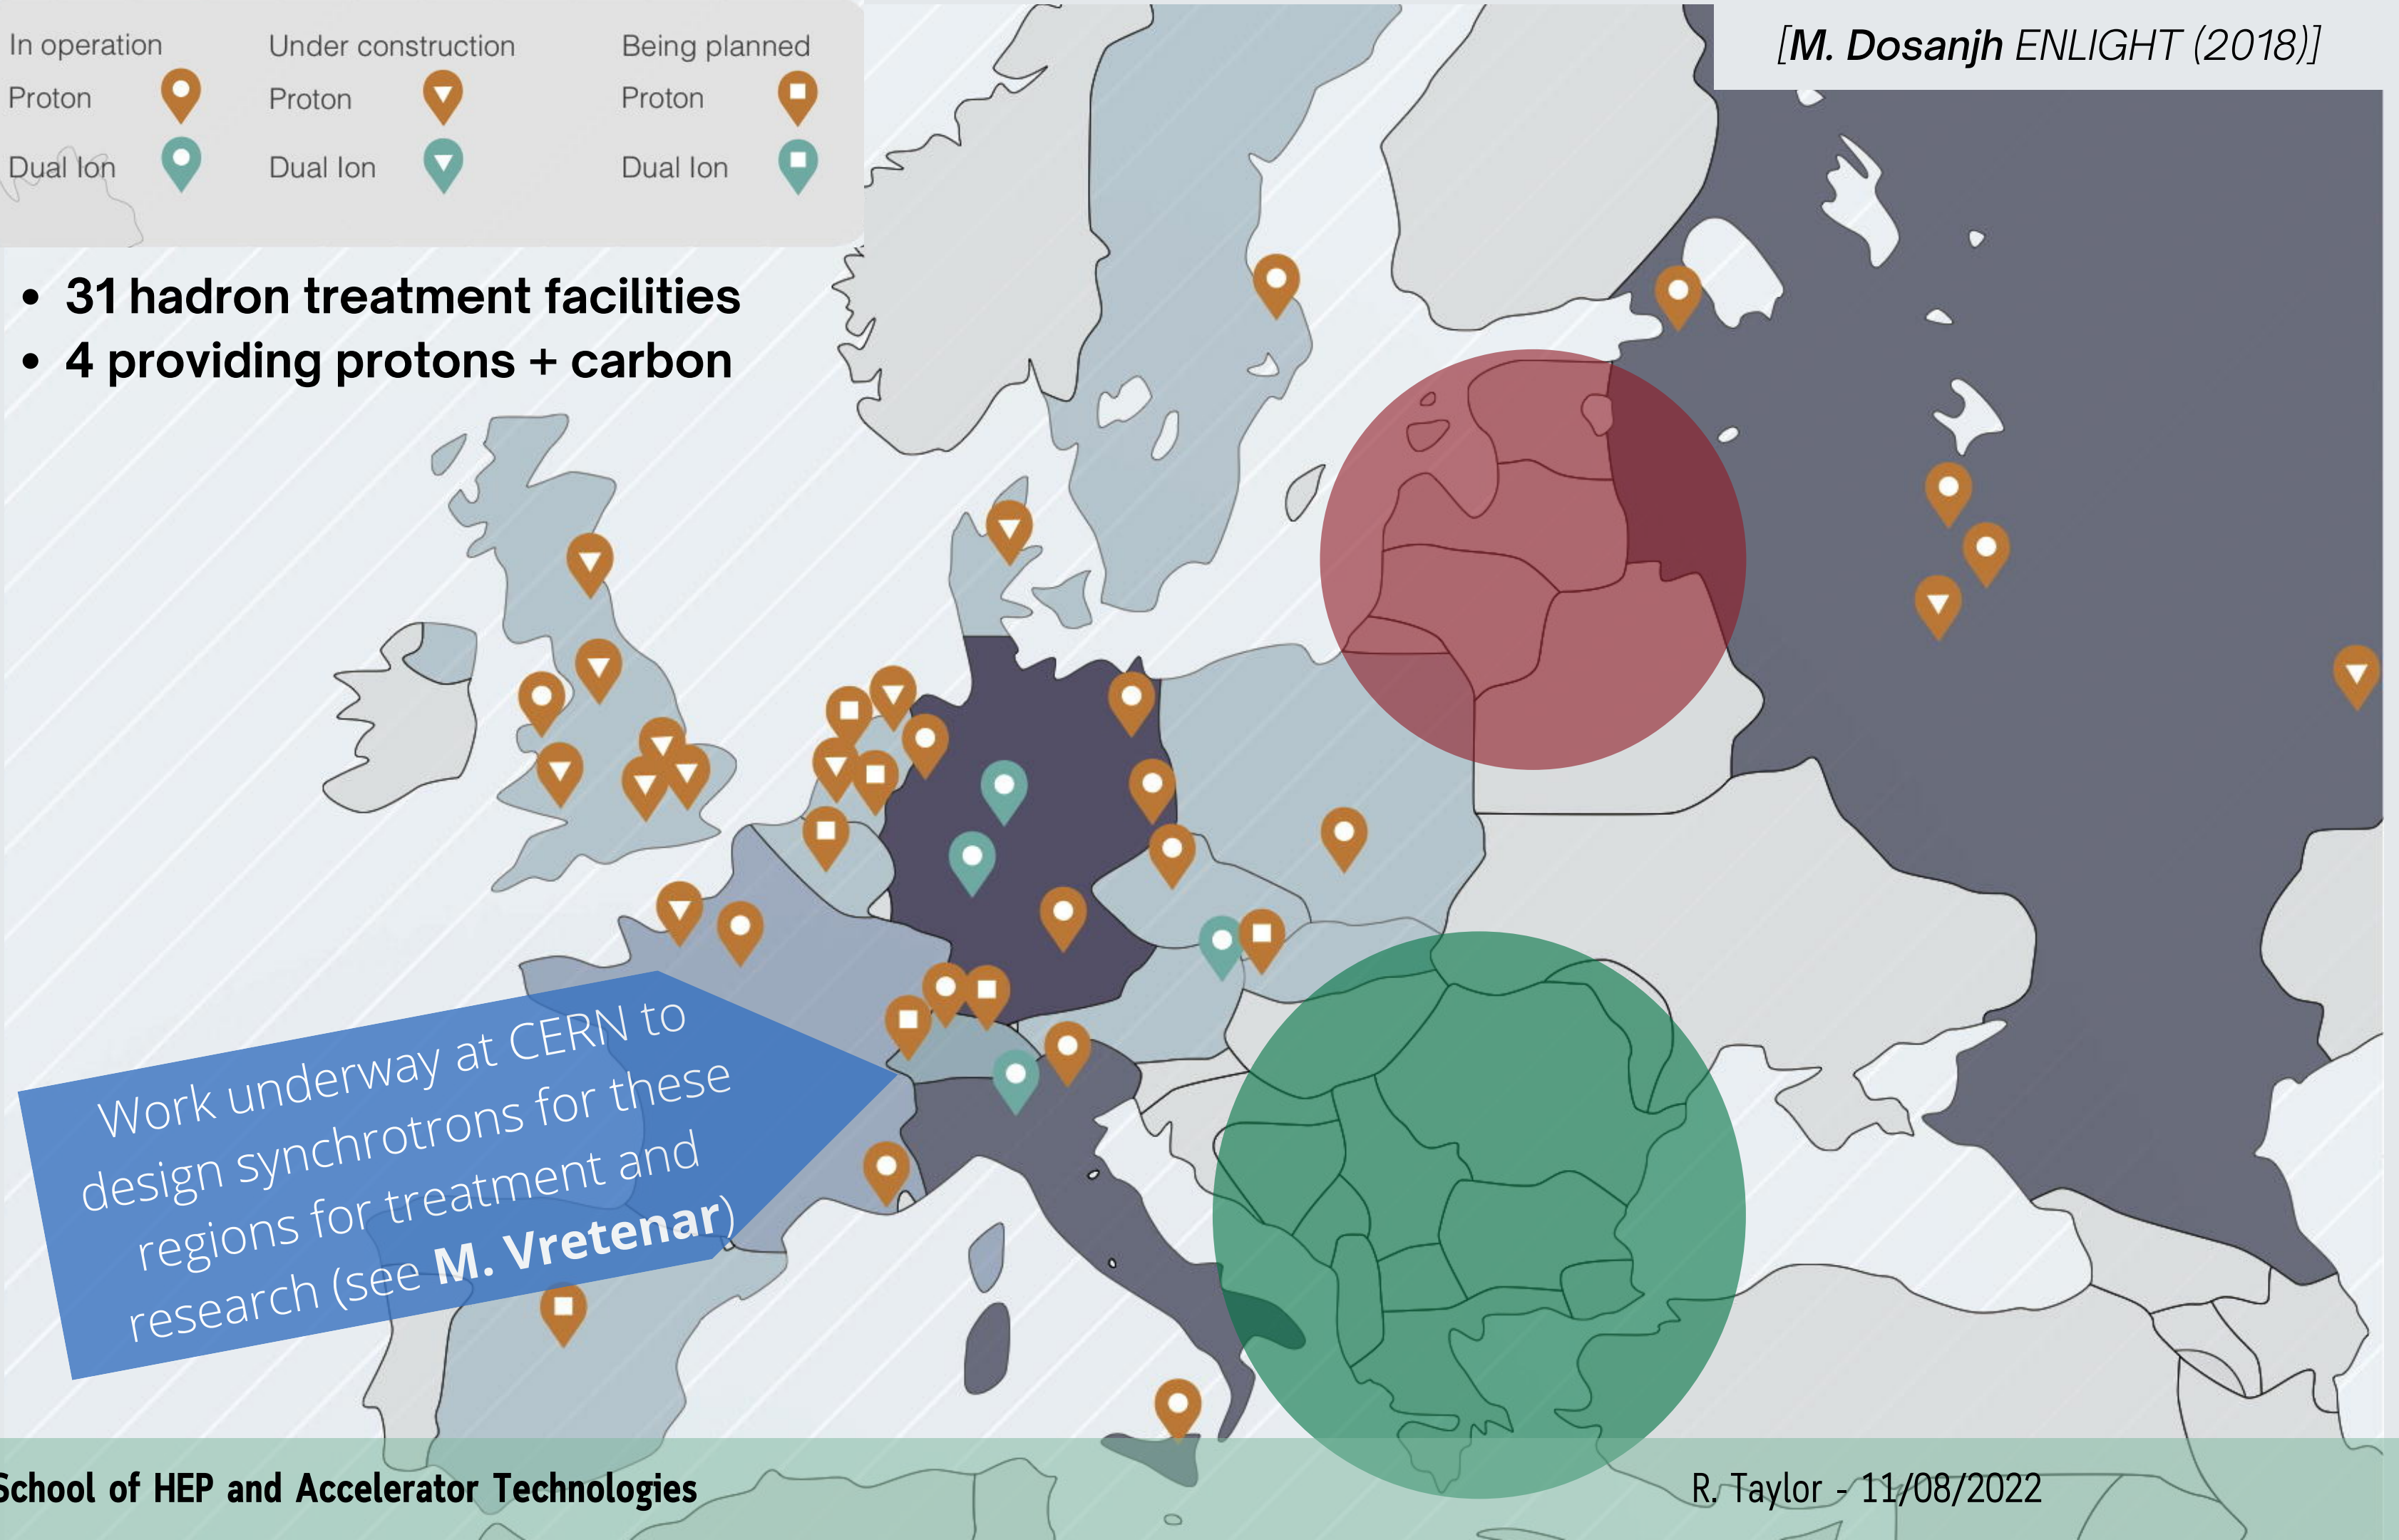 In operation Under construction Being planned
Proton Proton Proton
Dual Ion Dual Ion Dual Ion
[M. Dosanjh ENLIGHT (2018)]
• 31 hadron treatment facilities
• 4 providing protons + carbon
Work underway at CERN to
design synchrotrons for these
regions for treatment and
research (see M. Vretenar)
School of HEP and Accelerator Technologies
R. Taylor - 11/08/2022